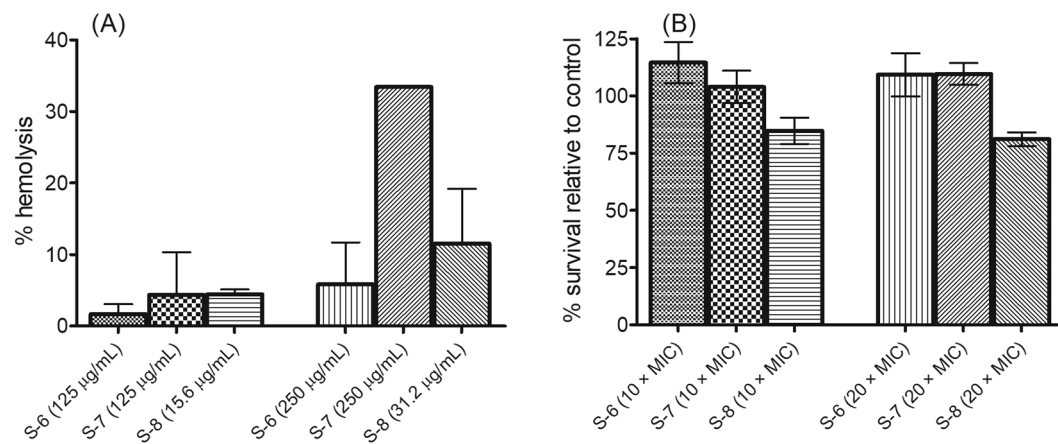 (A)
% hemolysis
40
30
20
10
0
S-6 (125 µg/mL)
S-7 (125 µg/mL)
S-8 (15.6 µg/mL)
S-6 (250 µg/mL)
S-7 (250 µg/mL)
S-8 (31.2 µg/mL)
(B)
% survival relative to control
125
100
75
50
25
0
S-6 (10 × MIC)
S-7 (10 × MIC)
S-8 (10 × MIC)
S-6 (20 × MIC)
S-7 (20 × MIC)
S-8 (20 × MIC)